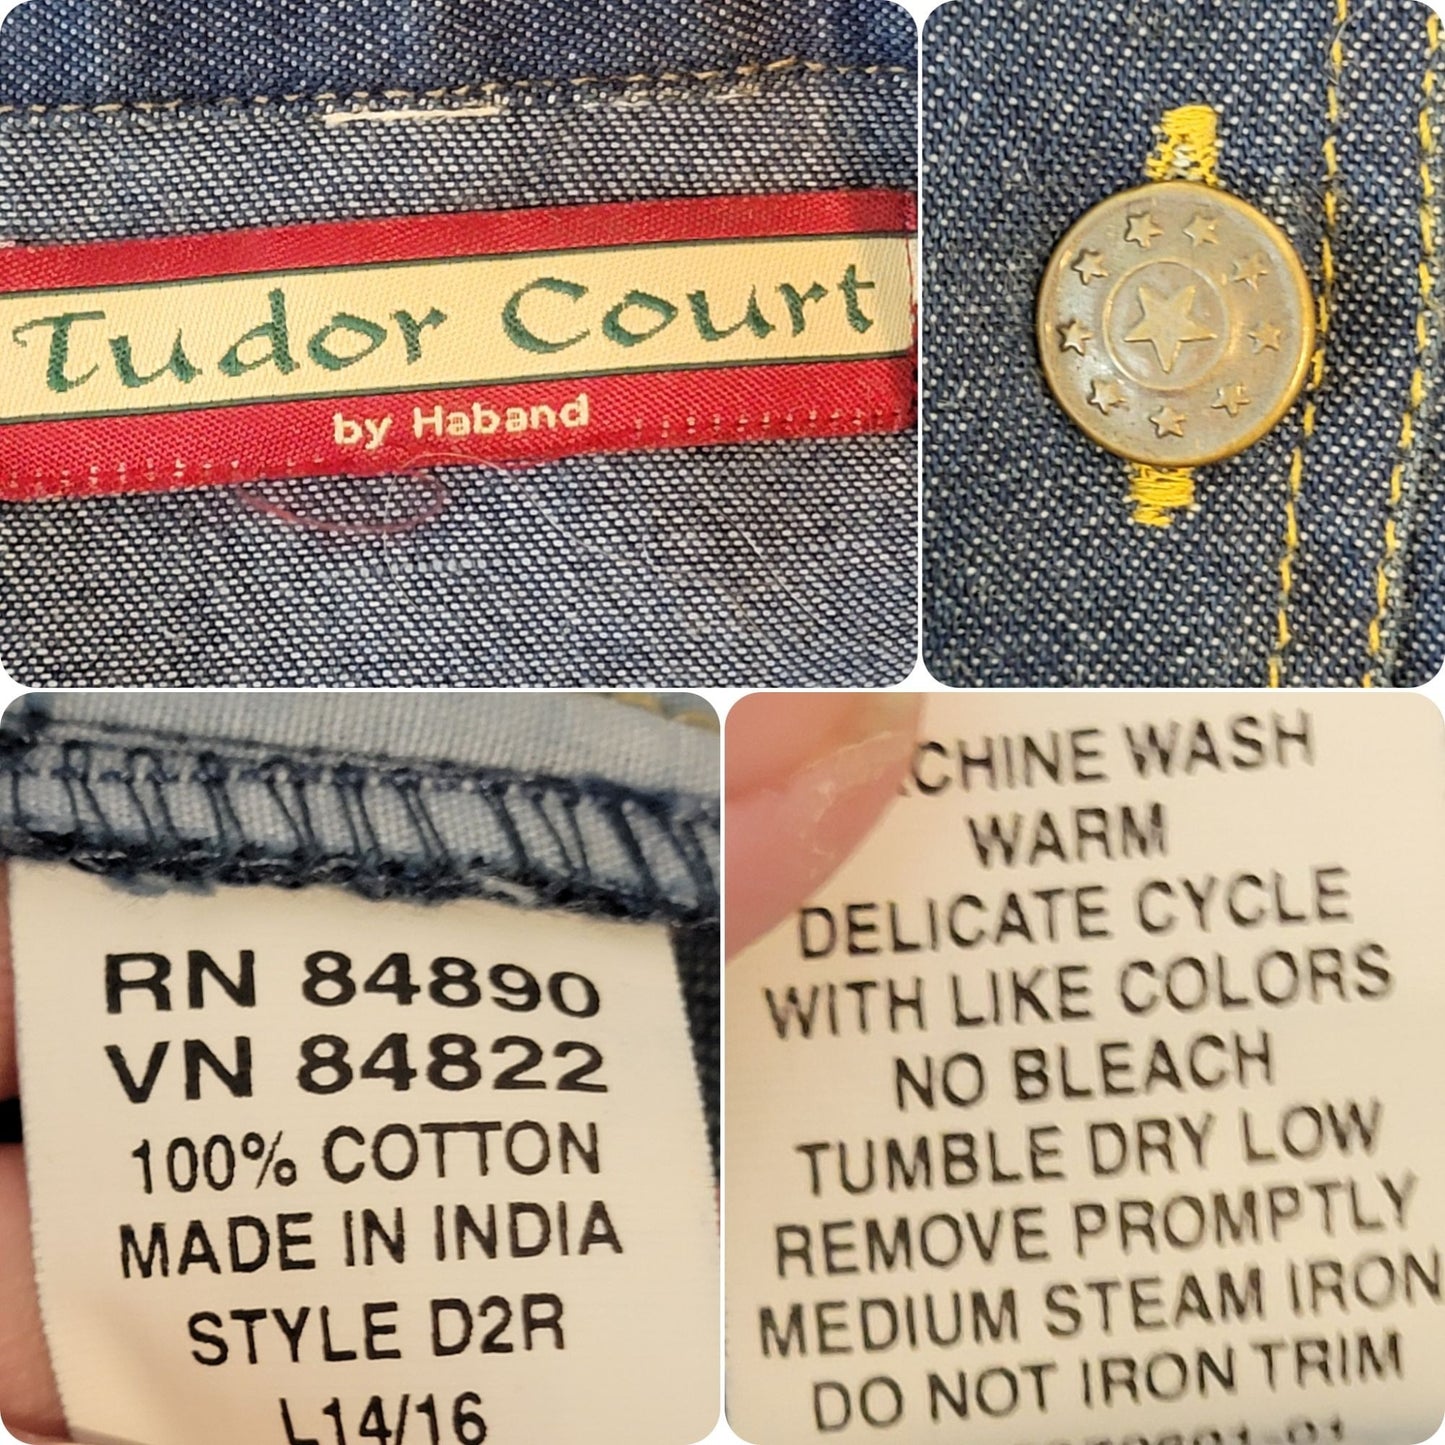 Tudor Court
by Haband
RN 84890
VN 84822
100% COTTON
MADE IN INDIA
STYLE D2R
L14/16
CHINE WASH
WARM
DELICATE CYCLE
WITH LIKE COLORS
NO BLEACH
TUMBLE DRY LOW
REMOVE PROMPTLY
MEDIUM STEAM IRON
DO NOT IRON TRIM